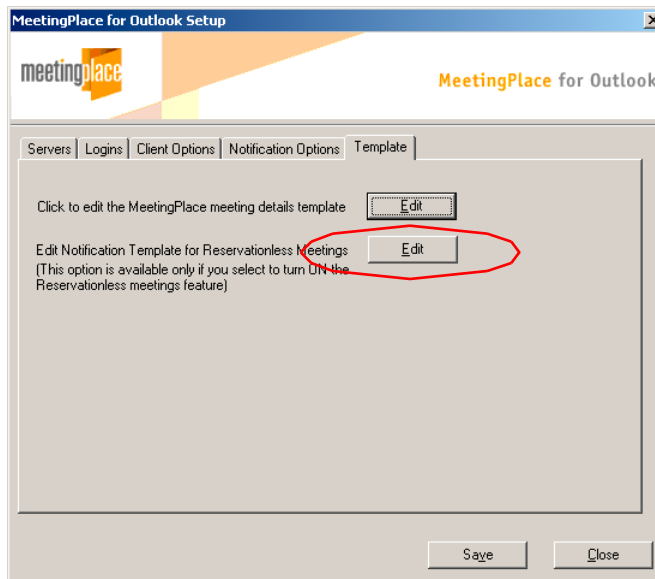 MeetingPlace for Outlook Setup
meetingplace
MeetingPlace for Outlook
Servers Logins Client Options Notification Options Template
Click to edit the MeetingPlace meeting details template Edit
Edit Notification Template for Reservationless Meetings Edit
(This option is available only if you select to turn ON the
Reservationless meetings feature)
Save Close